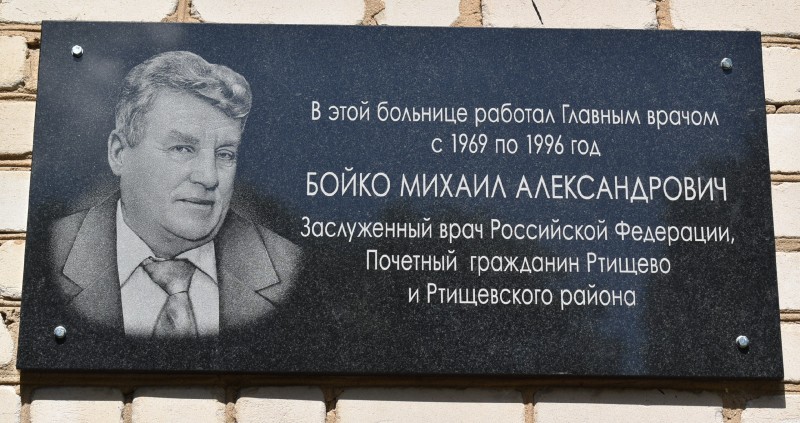 В этой больнице работал Главным врачом
с 1969 по 1996 год
БОЙКО МИХАИЛ АЛЕКСАНДРОВИЧ
Заслуженный врач Российской Федерации,
Почетный гражданин Ртищево
и Ртищевского района